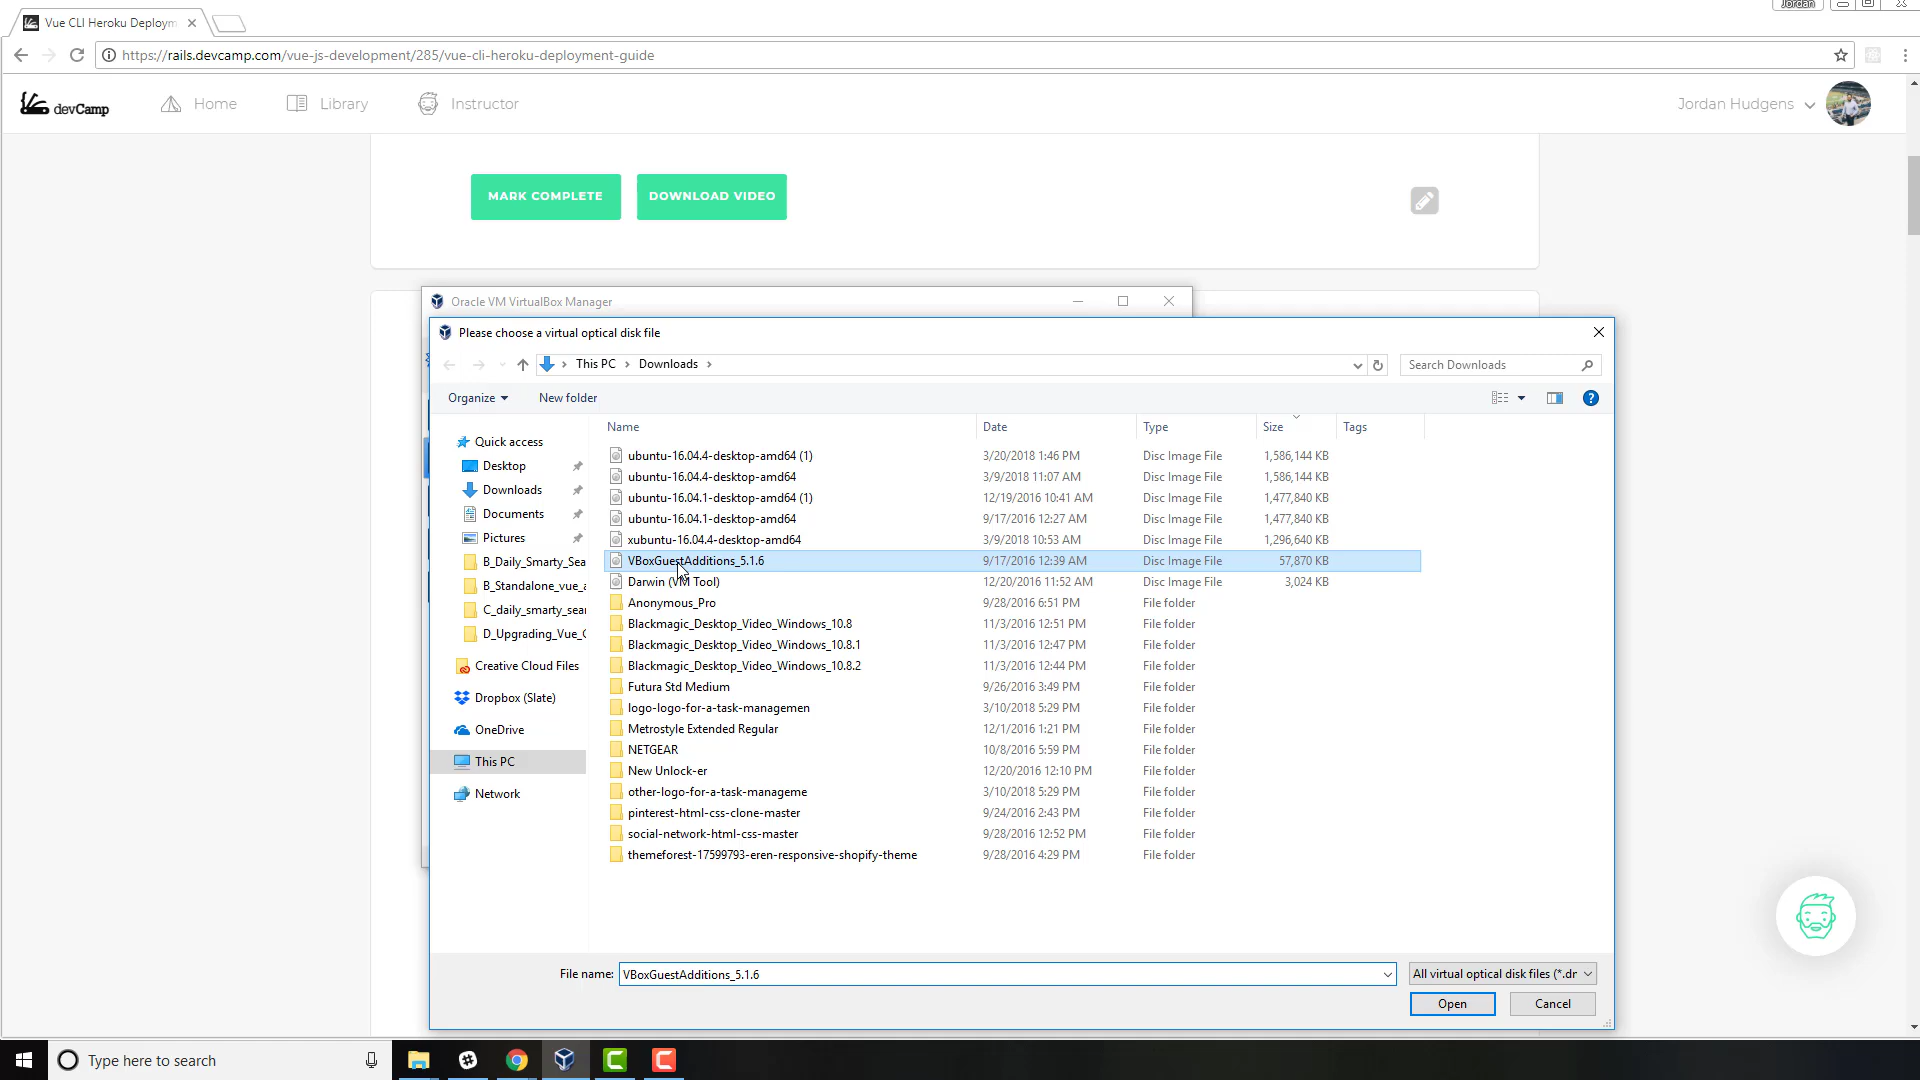 Vue CLI Heroku Deploym
Jordan
https://rails.devcamp.com/vue-js-development/285/vue-cli-heroku-deployment-guide
devCamp
Home
Library
Instructor
Jordan Hudgens
MARK COMPLETE
DOWNLOAD VIDEO
Oracle VM VirtualBox Manager
Please choose a virtual optical disk file
This PC
Downloads
Search Downloads
Organize
New folder
Name Date Type Size Tags
Quick access
Desktop
Downloads
Documents
Pictures
B_Daily_Smarty_Sea
B_Standalone_vue_a
C_daily_smarty_sear
D_Upgrading_Vue_C
Creative Cloud Files
Dropbox (Slate)
OneDrive
This PC
Network
ubuntu-16.04.4-desktop-amd64 (1) 3/20/2018 1:46 PM Disc Image File 1,586,144 KB
ubuntu-16.04.4-desktop-amd64 3/9/2018 11:07 AM Disc Image File 1,586,144 KB
ubuntu-16.04.1-desktop-amd64 (1) 12/19/2016 10:41 AM Disc Image File 1,477,840 KB
ubuntu-16.04.1-desktop-amd64 9/17/2016 12:27 AM Disc Image File 1,477,840 KB
xubuntu-16.04.4-desktop-amd64 3/9/2018 10:53 AM Disc Image File 1,296,640 KB
VBoxGuestAdditions_5.1.6 9/17/2016 12:39 AM Disc Image File 57,870 KB
Darwin (VM Tool) 12/20/2016 11:52 AM Disc Image File 3,024 KB
Anonymous_Pro 9/28/2016 6:51 PM File folder
Blackmagic_Desktop_Video_Windows_10.8 11/3/2016 12:51 PM File folder
Blackmagic_Desktop_Video_Windows_10.8.1 11/3/2016 12:47 PM File folder
Blackmagic_Desktop_Video_Windows_10.8.2 11/3/2016 12:44 PM File folder
Futura Std Medium 9/26/2016 3:49 PM File folder
logo-logo-for-a-task-managemen 3/10/2018 5:29 PM File folder
Metrostyle Extended Regular 12/1/2016 1:21 PM File folder
NETGEAR 10/8/2016 5:59 PM File folder
New Unlock-er 12/20/2016 12:10 PM File folder
other-logo-for-a-task-manageme 3/10/2018 5:29 PM File folder
pinterest-html-css-clone-master 9/24/2016 2:43 PM File folder
social-network-html-css-master 9/28/2016 12:52 PM File folder
themeforest-17599793-eren-responsive-shopify-theme 9/28/2016 4:29 PM File folder
File name: VBoxGuestAdditions_5.1.6
All virtual optical disk files (*.dr
Open
Cancel
Type here to search